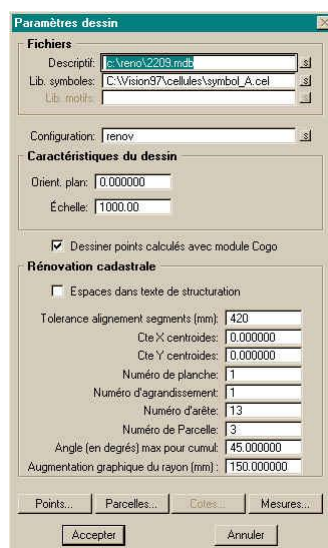 Paramètres dessin
Fichiers
Descriptif: c:\reno\2209.mdb s|
Lib. symboles: C:\Vision97\cellules\symbol_A.cel s|
Lib. motifs:
Configuration: renov s|
Caractéristiques du dessin
Orient. plan: 0.000000
Échelle: 1000.00
Dessiner points calculés avec module Cogo
Rénovation cadastrale
Espaces dans texte de structuration
Tolerance alignement segments (mm): 420
Cte X centroides: 0.000000
Cte Y centroides: 0.000000
Numéro de planche: 1
Numéro d'agrandissement: 1
Numéro d'arête: 13
Numéro de Parcelle: 3
Angle (en degrés) max pour cumul: 45.000000
Augmentation graphique du rayon (mm) : 150.000000
Points... Parcelles... Cotes... Mesures...
Accepter Annuler